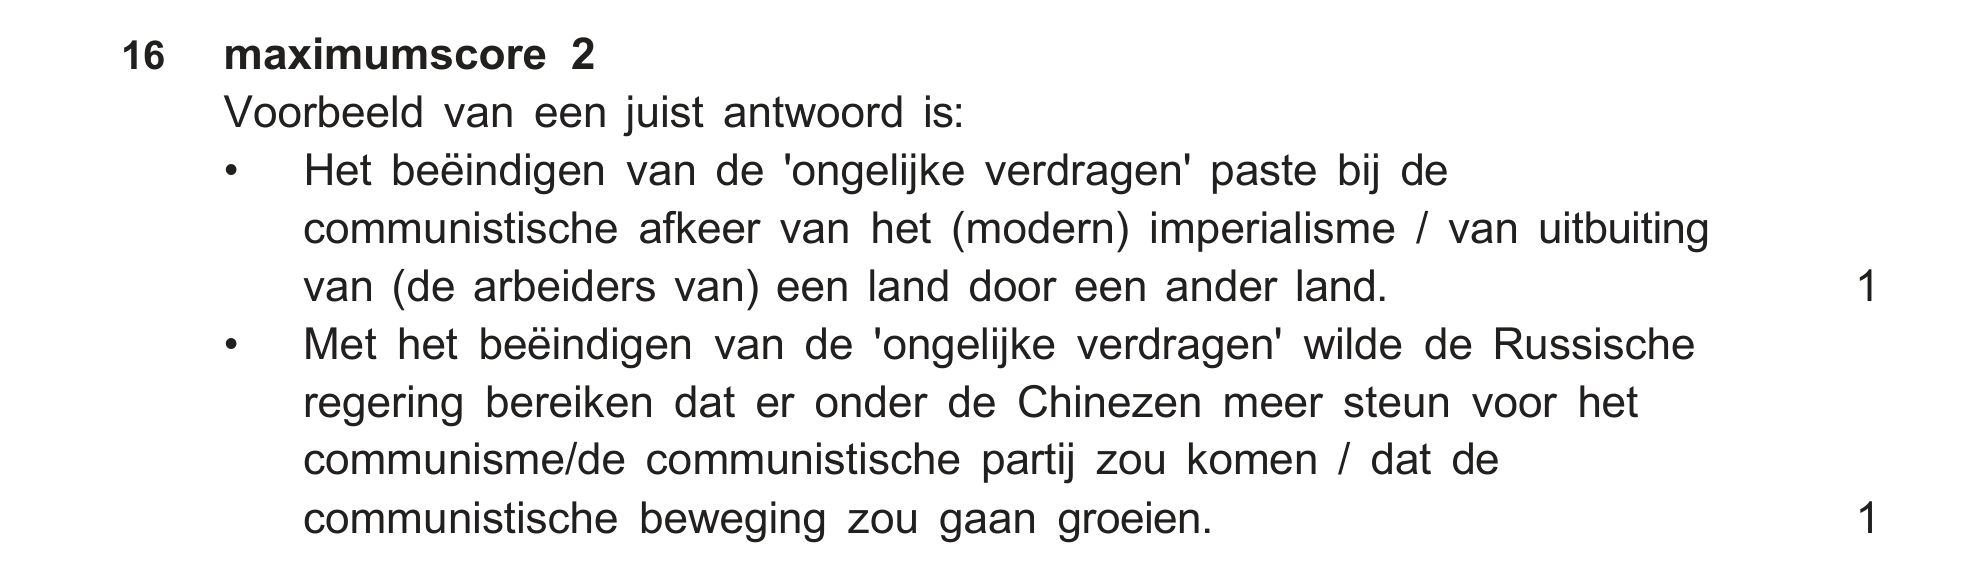 16 maximumscore 2
Voorbeeld van een juist antwoord is:
• Het beëindigen van de 'ongelijke verdragen' paste bij de
communistische afkeer van het (modern) imperialisme / van uitbuiting
van (de arbeiders van) een land door een ander land. 1
• Met het beëindigen van de 'ongelijke verdragen' wilde de Russische
regering bereiken dat er onder de Chinezen meer steun voor het
communisme/de communistische partij zou komen / dat de
communistische beweging zou gaan groeien. 1